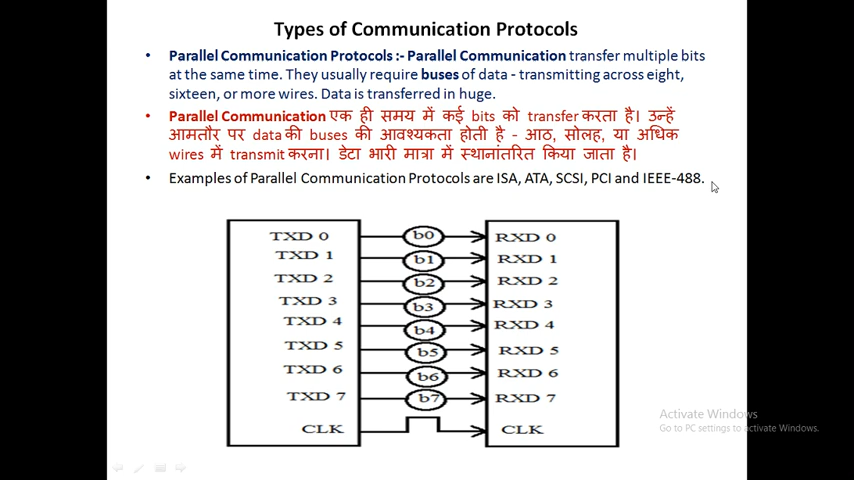 Types of Communication Protocols
• Parallel Communication Protocols :- Parallel Communication transfer multiple bits
at the same time. They usually require buses of data - transmitting across eight,
sixteen, or more wires. Data is transferred in huge.
• Parallel Communication एक ही समय में कई bits को transfer करता है। उन्हें
आमतौर पर data की buses की आवश्यकता होती है - आठ, सोलह, या अधिक
wires में transmit करना। डेटा भारी मात्रा में स्थानांतरित किया जाता है।
• Examples of Parallel Communication Protocols are ISA, ATA, SCSI, PCI and IEEE-488.
TXD 0 b0 RXD 0
TXD 1 b1 RXD 1
TXD 2 b2 RXD 2
TXD 3 b3 RXD 3
TXD 4 b4 RXD 4
TXD 5 b5 RXD 5
TXD 6 b6 RXD 6
TXD 7 b7 RXD 7
CLK CLK
Activate Windows
Go to PC settings to activate Windows.